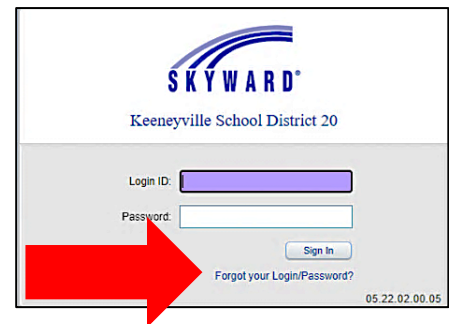 SKYWARD®
Keeneyville School District 20
Login ID:
Password:
Sign In
Forgot your Login/Password?
05.22.02.00.05